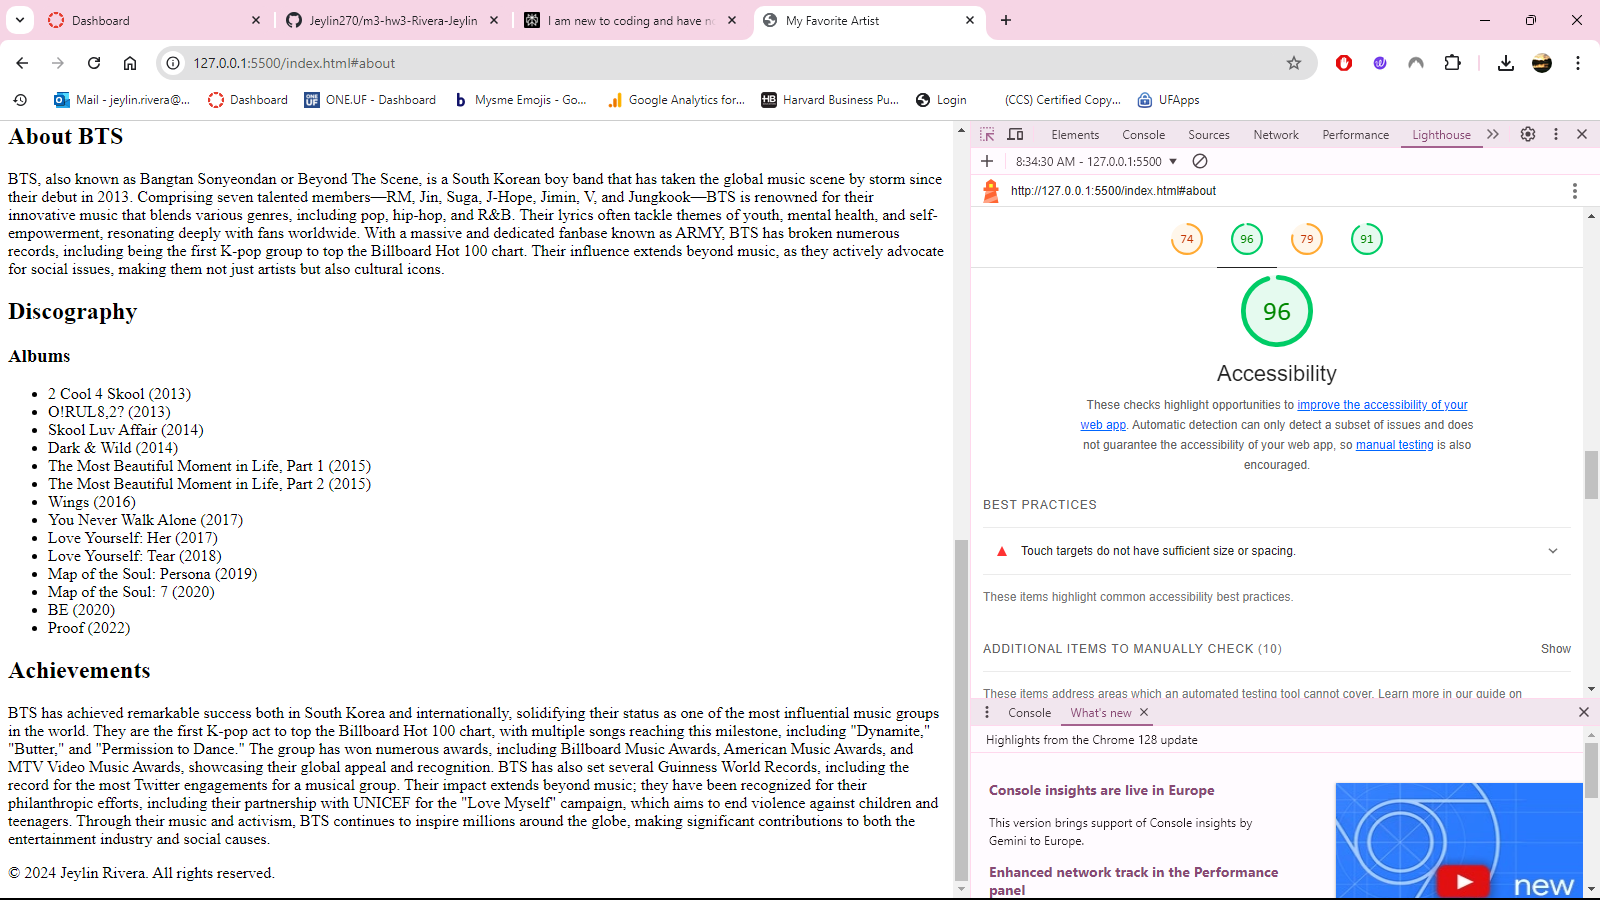 Dashboard
Jeylin270/m3-hw3-Rivera-Jeylin
I am new to coding and have no
My Favorite Artist
127.0.0.1:5500/index.html#about
Mail - jeylin.rivera@...
Dashboard
ONE.UF - Dashboard
Mysme Emojis - Go...
Google Analytics for...
Harvard Business Pu...
Login
(CCS) Certified Copy...
UFApps
About BTS
BTS, also known as Bangtan Sonyeondan or Beyond The Scene, is a South Korean boy band that has taken the global music scene by storm since
their debut in 2013. Comprising seven talented members—RM, Jin, Suga, J-Hope, Jimin, V, and Jungkook—BTS is renowned for their
innovative music that blends various genres, including pop, hip-hop, and R&B. Their lyrics often tackle themes of youth, mental health, and self-
empowerment, resonating deeply with fans worldwide. With a massive and dedicated fanbase known as ARMY, BTS has broken numerous
records, including being the first K-pop group to top the Billboard Hot 100 chart. Their influence extends beyond music, as they actively advocate
for social issues, making them not just artists but also cultural icons.
Discography
Albums
• 2 Cool 4 Skool (2013)
• O!RUL8,2? (2013)
• Skool Luv Affair (2014)
• Dark & Wild (2014)
• The Most Beautiful Moment in Life, Part 1 (2015)
• The Most Beautiful Moment in Life, Part 2 (2015)
• Wings (2016)
• You Never Walk Alone (2017)
• Love Yourself: Her (2017)
• Love Yourself: Tear (2018)
• Map of the Soul: Persona (2019)
• Map of the Soul: 7 (2020)
• BE (2020)
• Proof (2022)
Achievements
BTS has achieved remarkable success both in South Korea and internationally, solidifying their status as one of the most influential music groups
in the world. They are the first K-pop act to top the Billboard Hot 100 chart, with multiple songs reaching this milestone, including "Dynamite,"
"Butter," and "Permission to Dance." The group has won numerous awards, including Billboard Music Awards, American Music Awards, and
MTV Video Music Awards, showcasing their global appeal and recognition. BTS has also set several Guinness World Records, including the
record for the most Twitter engagements for a musical group. Their impact extends beyond music; they have been recognized for their
philanthropic efforts, including their partnership with UNICEF for the "Love Myself" campaign, which aims to end violence against children and
teenagers. Through their music and activism, BTS continues to inspire millions around the globe, making significant contributions to both the
entertainment industry and social causes.
© 2024 Jeylin Rivera. All rights reserved.
Elements
Console
Sources
Network
Performance
Lighthouse
8:34:30 AM - 127.0.0.1:5500
http://127.0.0.1:5500/index.html#about
74
96
79
91
96
Accessibility
These checks highlight opportunities to improve the accessibility of your
web app. Automatic detection can only detect a subset of issues and does
not guarantee the accessibility of your web app, so manual testing is also
encouraged.
BEST PRACTICES
Touch targets do not have sufficient size or spacing.
These items highlight common accessibility best practices.
ADDITIONAL ITEMS TO MANUALLY CHECK (10)
Show
These items address areas which an automated testing tool cannot cover. Learn more in our guide on
Console
What's new
Highlights from the Chrome 128 update
Console insights are live in Europe
This version brings support of Console insights by
Gemini to Europe.
Enhanced network track in the Performance
panel
new